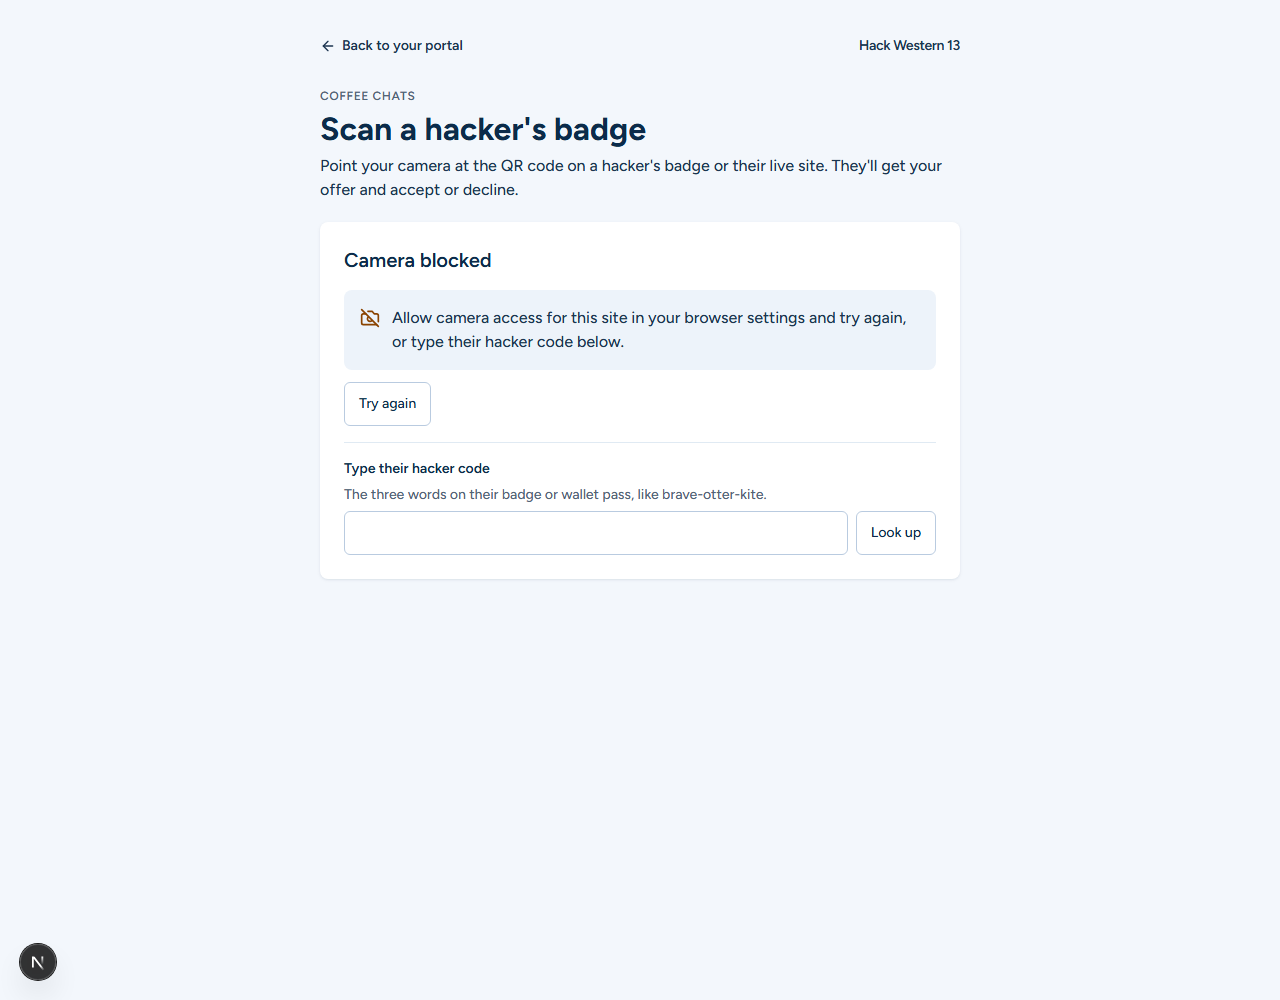 Back to your portal
Hack Western 13
COFFEE CHATS
Scan a hacker's badge
Point your camera at the QR code on a hacker's badge or their live site. They'll get your
offer and accept or decline.
Camera blocked
Allow camera access for this site in your browser settings and try again,
or type their hacker code below.
Try again
Type their hacker code
The three words on their badge or wallet pass, like brave-otter-kite.
Look up
N